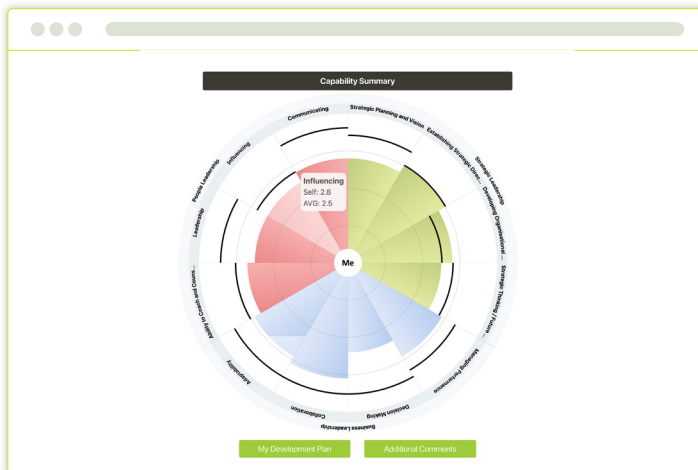 Capability Summary
Communicating
Strategic Planning and Vision
Establishing Strategic Direc...
Strategic Leadership
Developing Organisational ...
Strategic Thinking / Future ...
Managing Performance
Decision Making
Business Leadership
Collaboration
Adaptability
Ability to Coach and Couns...
Leadership
People Leadership
Influencing
Influencing
Self: 2.8
AVG: 2.5
Me
My Development Plan
Additional Comments